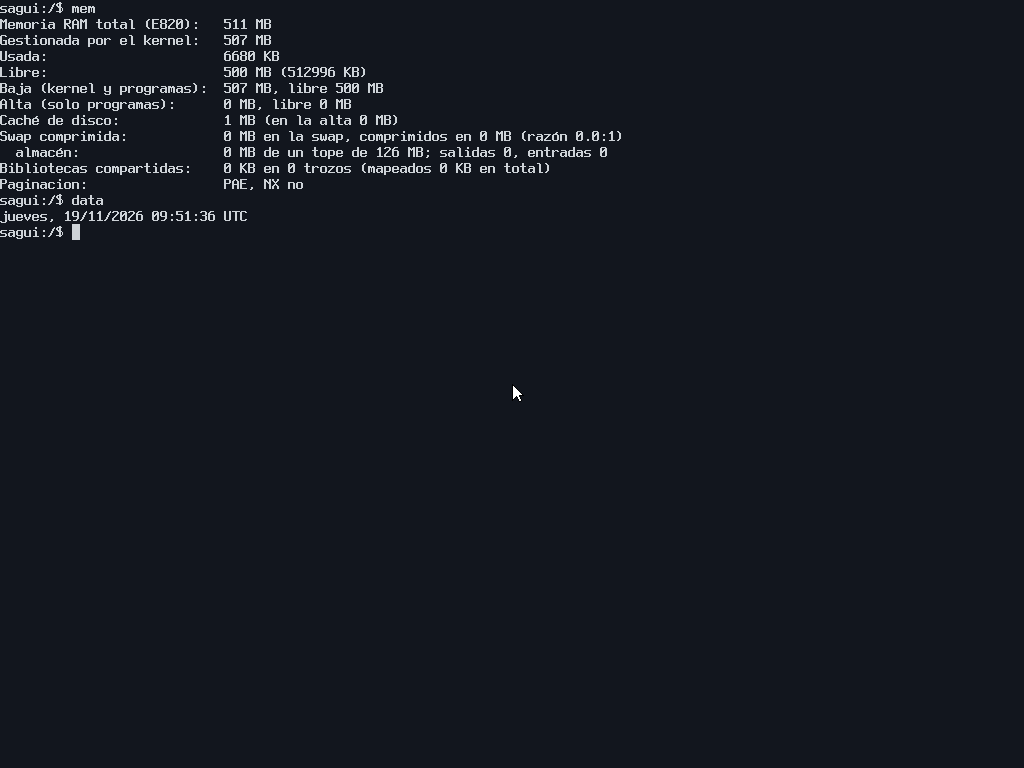 sagui:/$ mem
Memoria RAM total (E820):   511 MB
Gestionada por el kernel:   507 MB
Usada:                      6680 KB
Libre:                      500 MB (512996 KB)
Baja (kernel y programas):  507 MB, libre 500 MB
Alta (solo programas):      0 MB, libre 0 MB
Caché de disco:             1 MB (en la alta 0 MB)
Swap comprimida:            0 MB en la swap, comprimidos en 0 MB (razón 0.0:1)
  almacén:                  0 MB de un tope de 126 MB; salidas 0, entradas 0
Bibliotecas compartidas:    0 KB en 0 trozos (mapeados 0 KB en total)
Paginacion:                 PAE, NX no
sagui:/$ data
jueves, 19/11/2026 09:51:36 UTC
sagui:/$